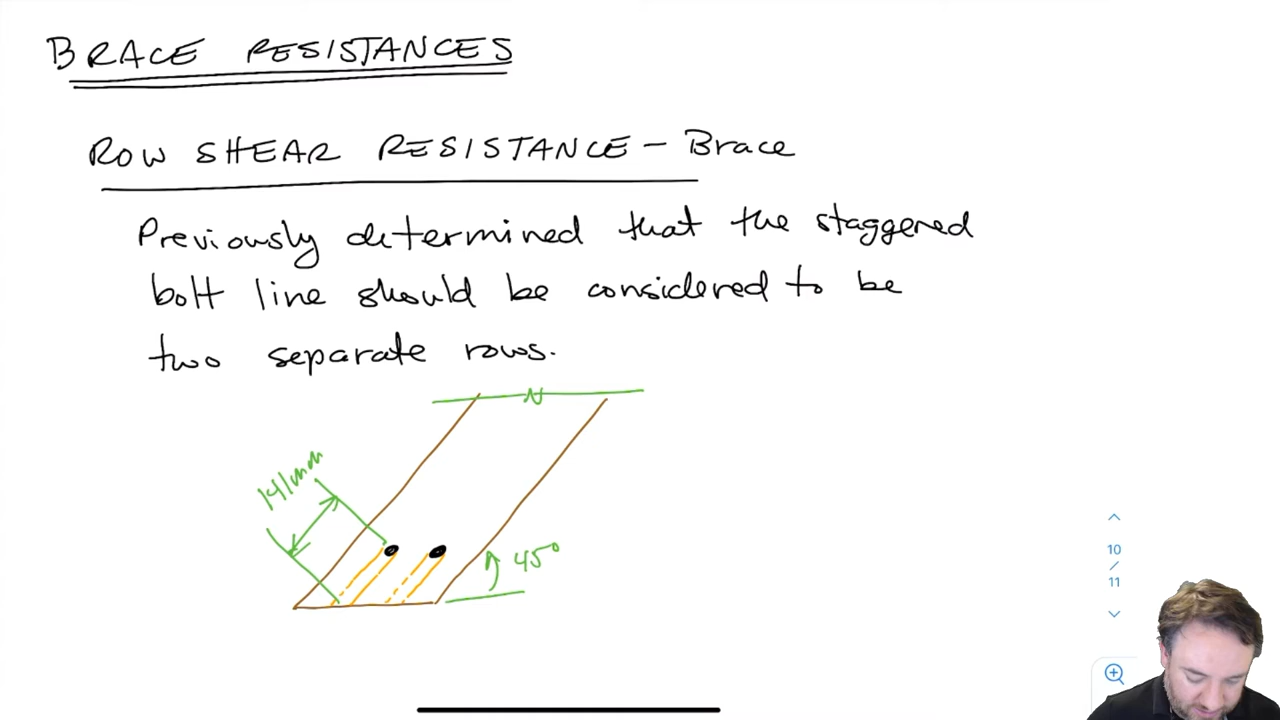 BRACE RESISTANCES
ROW SHEAR RESISTANCE - Brace
Previously determined that the staggered
bolt line should be considered to be
two separate rows.
N
141mm
45°
10
/
11